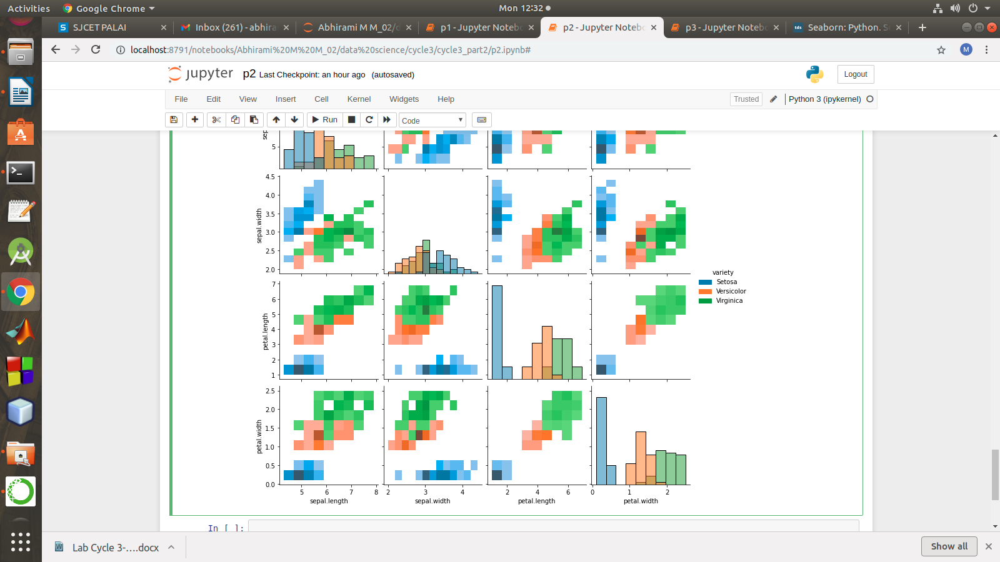 Activities Google Chrome Mon 12:32
SJCET PALAI Inbox (261) - abhira Abhirami M M_02/d p1 - Jupyter Notebo p2 - Jupyter Notebo p3 - Jupyter Notebo tds Seaborn: Python. Se
localhost:8791/notebooks/Abhirami%20M%20M_02/data%20science/cycle3/cycle3_part2/p2.ipynb# M
jupyter p2 Last Checkpoint: an hour ago (autosaved) Logout
File Edit View Insert Cell Kernel Widgets Help Trusted Python 3 (ipykernel)
Run Code
sep
5
4.5
4.0
3.5
3.0
2.5
2.0
sepal.width
7
6
5
4
3
2
1
petal.length
variety
Setosa
Versicolor
Virginica
2.5
2.0
1.5
1.0
0.5
0.0
petal.width
5 6 7 8 2 3 4 2 4 6 0 1 2
sepal.length sepal.width petal.length petal.width
In [ ]:
Lab Cycle 3-....docx Show all